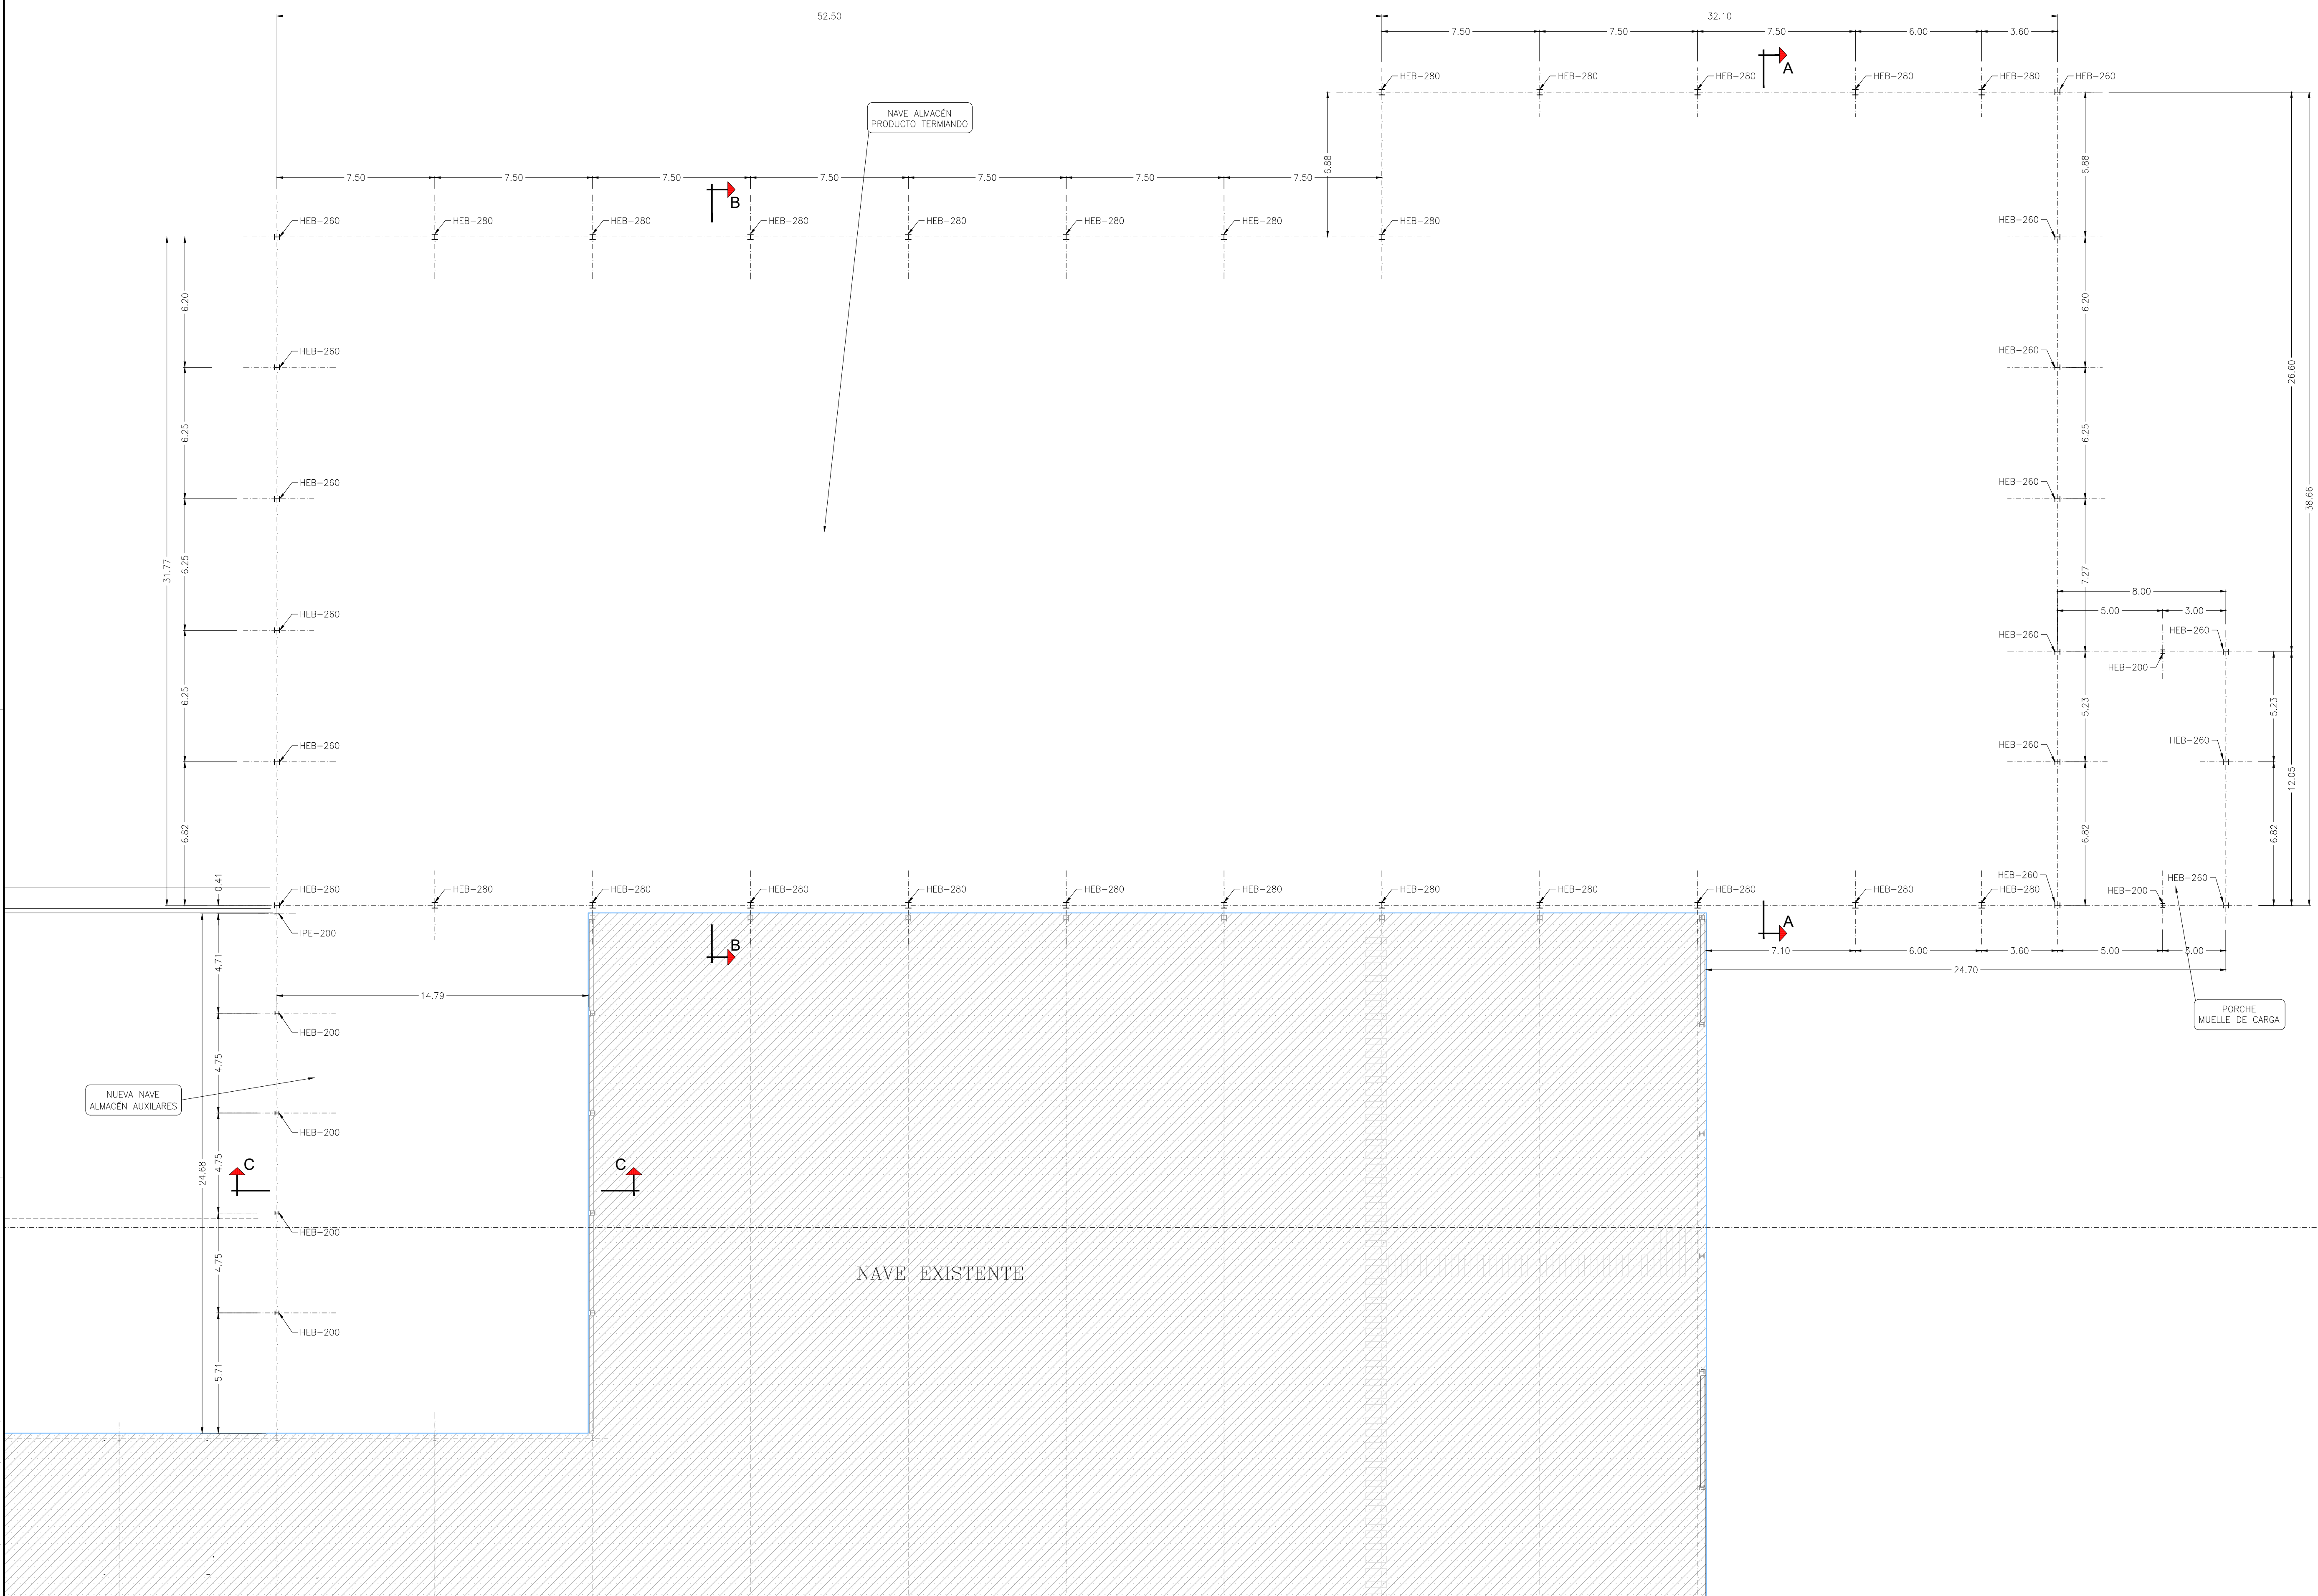 52.50
32.10
7.50
7.50
7.50
6.00
3.60
A
HEB-280
HEB-280
HEB-280
HEB-280
HEB-280
HEB-260
NAVE ALMACÉN
PRODUCTO TERMIANDO
6.88
6.88
7.50
7.50
7.50
7.50
7.50
7.50
7.50
B
HEB-260
HEB-280
HEB-280
HEB-280
HEB-280
HEB-280
HEB-280
HEB-280
HEB-260
6.20
6.20
HEB-260
HEB-260
26.60
6.25
6.25
HEB-260
HEB-260
38.66
31.77
6.25
7.27
8.00
5.00
3.00
HEB-260
HEB-260
HEB-260
HEB-200
6.25
5.23
5.23
HEB-260
HEB-260
HEB-260
12.05
6.82
6.82
6.82
0.41
HEB-260
HEB-280
HEB-280
HEB-280
HEB-280
HEB-280
HEB-280
HEB-280
HEB-280
HEB-280
HEB-280
HEB-280
HEB-260
HEB-200
HEB-260
IPE-200
B
A
7.10
6.00
3.60
5.00
3.00
24.70
4.71
14.79
PORCHE
MUELLE DE CARGA
HEB-200
4.75
NUEVA NAVE
ALMACÉN AUXILARES
HEB-200
24.68
4.75
C
C
HEB-200
4.75
NAVE EXISTENTE
HEB-200
5.71